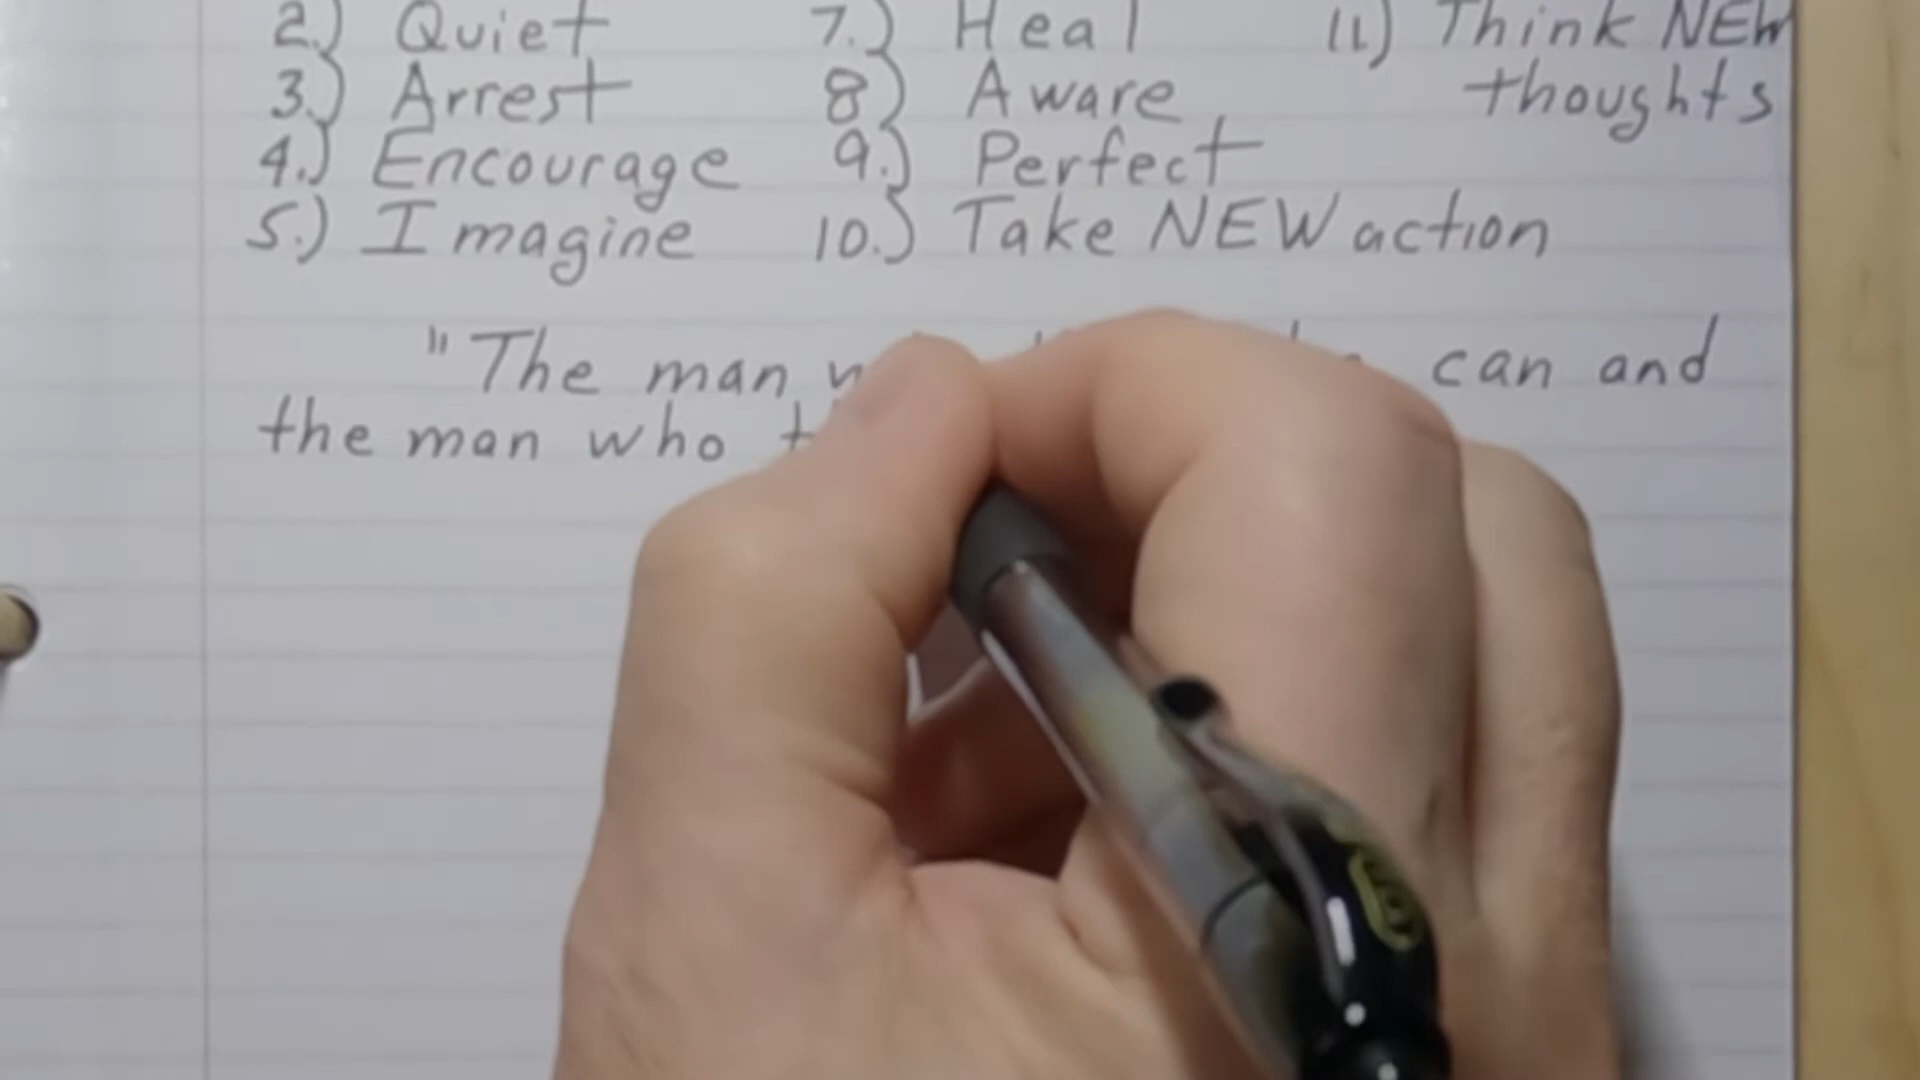 2.) Quiet 7.) Heal 11) Think NEW
3.) Arrest 8) Aware thoughts
4.) Encourage 9.) Perfect
5.) Imagine 10.) Take NEW action
"The man can and
the man who